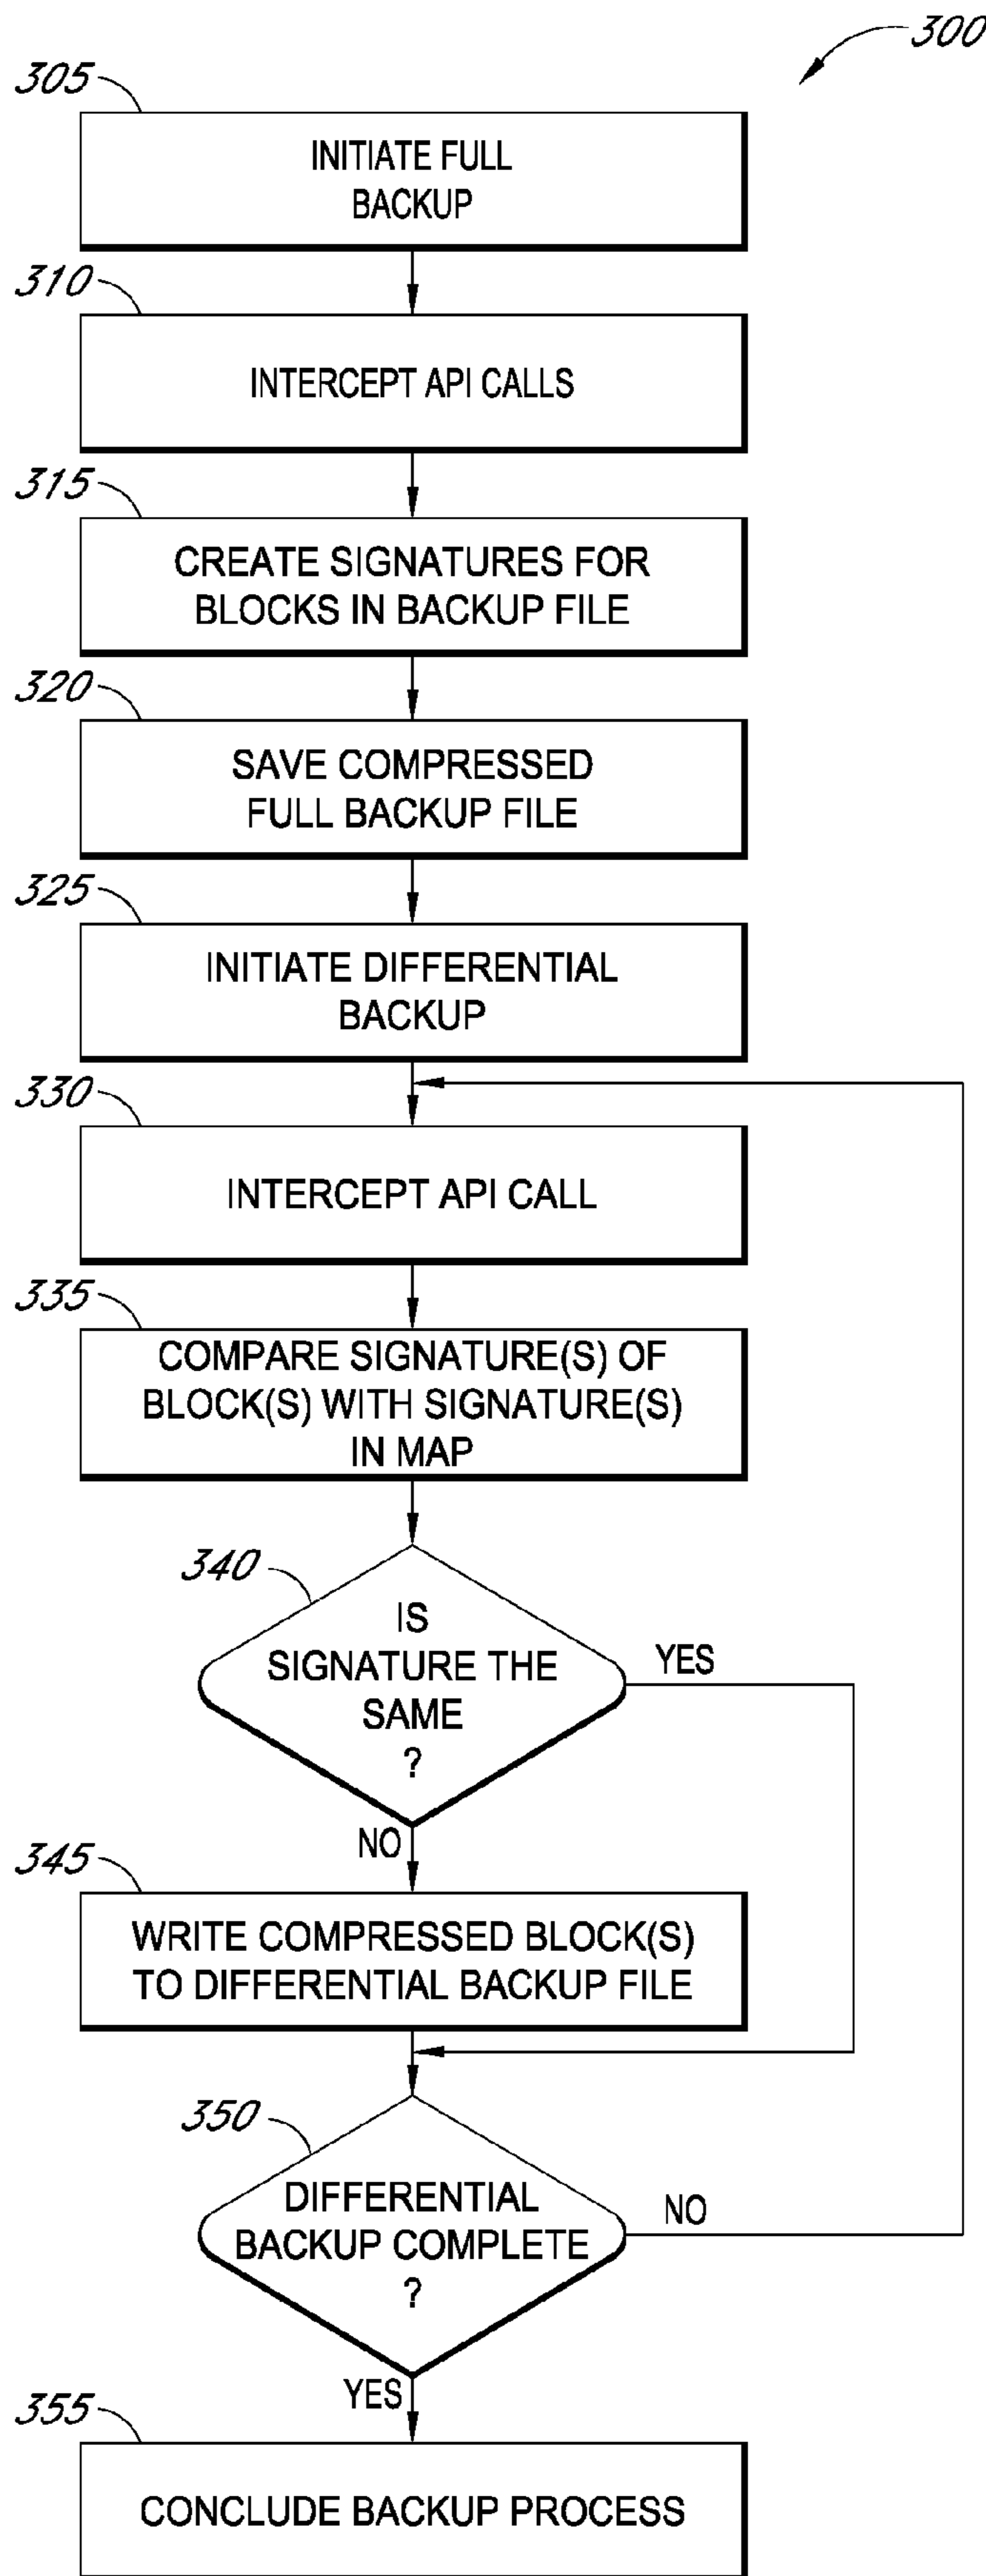 300
305
INITIATE FULL
BACKUP
310
INTERCEPT API CALLS
315
CREATE SIGNATURES FOR
BLOCKS IN BACKUP FILE
320
SAVE COMPRESSED
FULL BACKUP FILE
325
INITIATE DIFFERENTIAL
BACKUP
330
INTERCEPT API CALL
335
COMPARE SIGNATURE(S) OF
BLOCK(S) WITH SIGNATURE(S)
IN MAP
340
IS
SIGNATURE THE
SAME
?
YES
NO
345
WRITE COMPRESSED BLOCK(S)
TO DIFFERENTIAL BACKUP FILE
350
DIFFERENTIAL
BACKUP COMPLETE
?
NO
YES
355
CONCLUDE BACKUP PROCESS